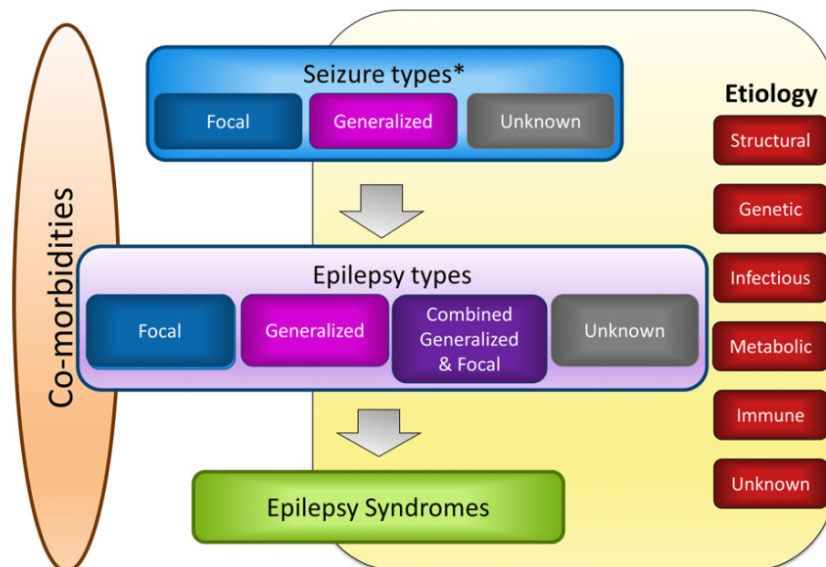 Co-morbidities
Seizure types*
Focal
Generalized
Unknown
Epilepsy types
Focal
Generalized
Combined
Generalized
& Focal
Unknown
Epilepsy Syndromes
Etiology
Structural
Genetic
Infectious
Metabolic
Immune
Unknown